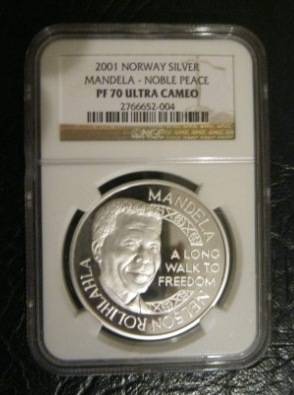 2001 NORWAY SILVER
MANDELA - NOBLE PEACE
PF 70 ULTRA CAMEO
2766652-004
NGC
NELSON ROLIHLAHLA MANDELA
A LONG
WALK TO
FREEDOM